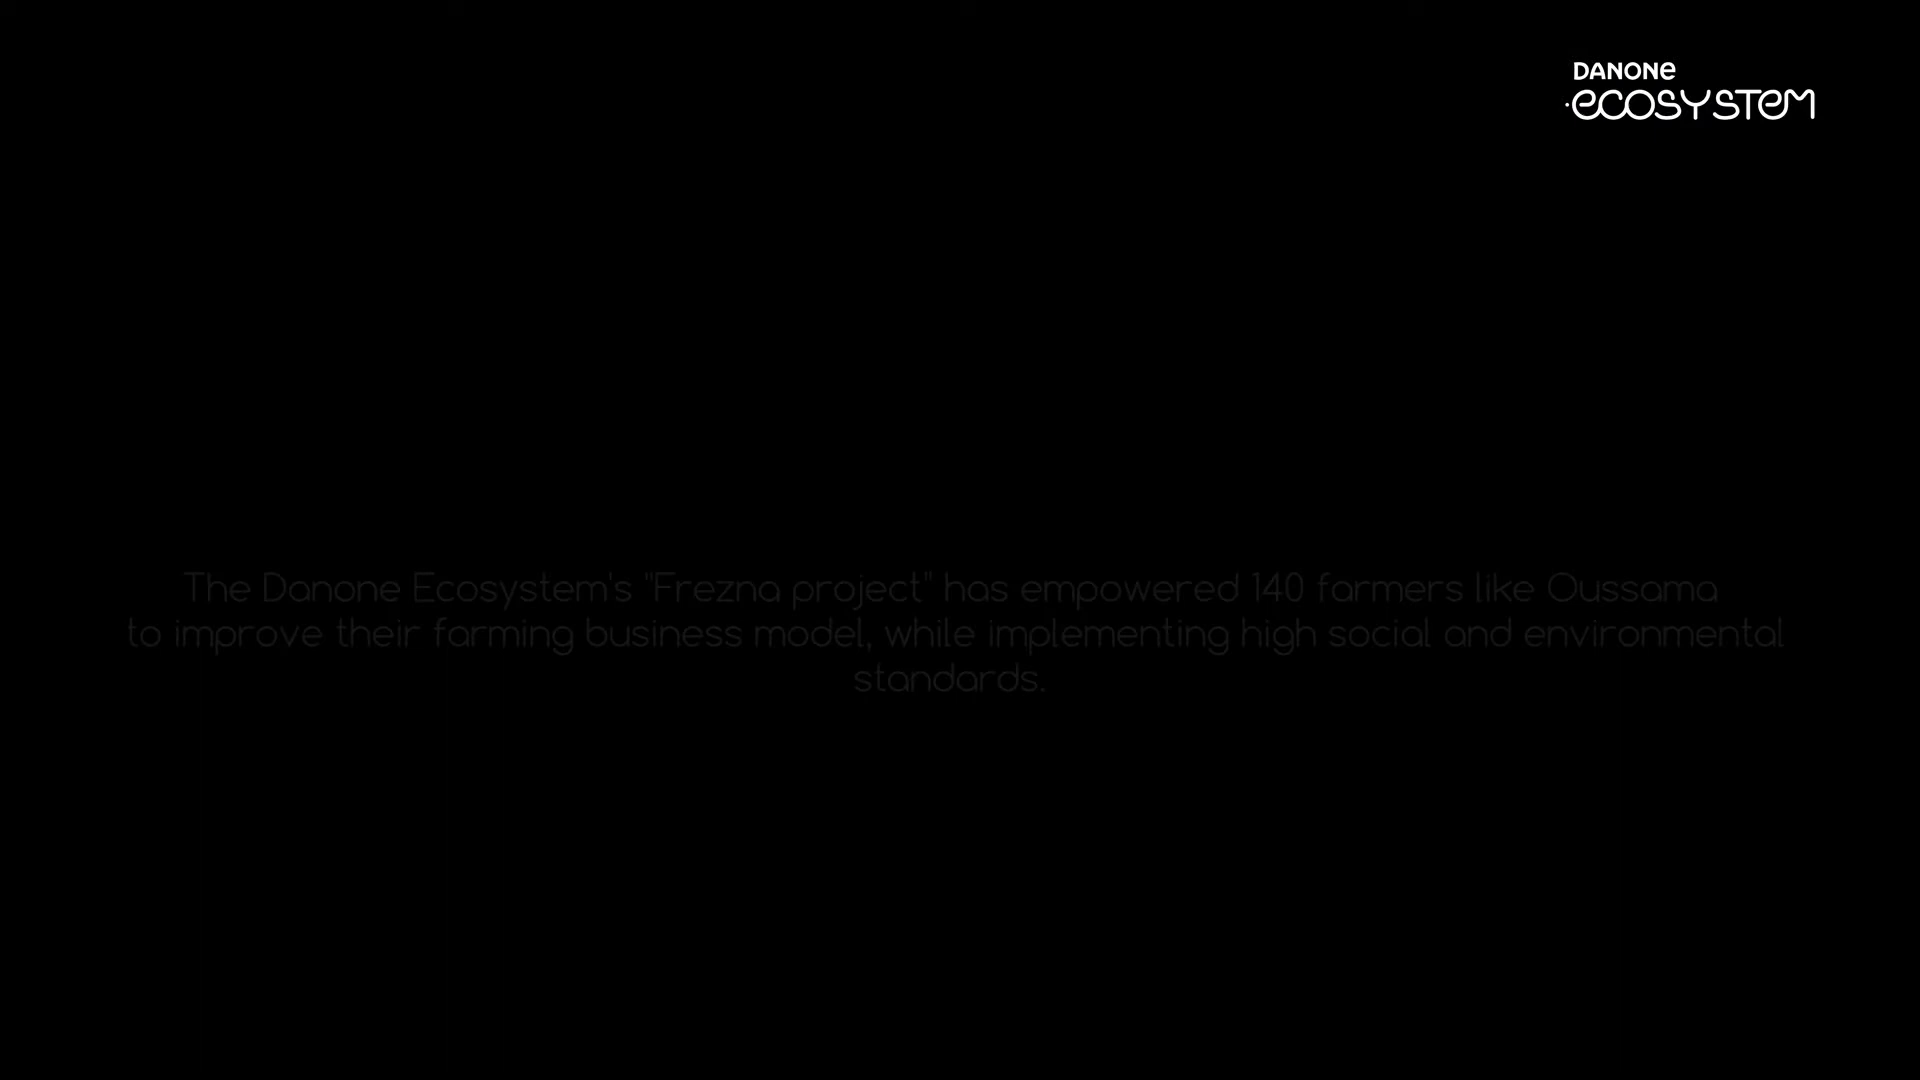 DANONE
ECOSYSTEM
The Danone Ecosystem's "Frezna project" has empowered 140 farmers like Oussama
to improve their farming business model, while implementing high social and environmental
standards.